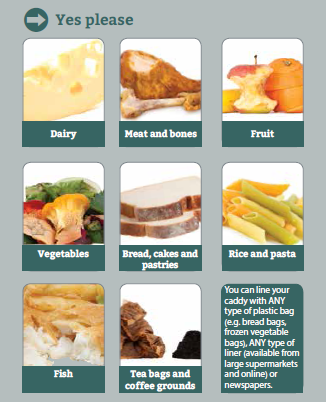 Yes please
Dairy
Meat and bones
Fruit
Vegetables
Bread, cakes and
pastries
Rice and pasta
Fish
Tea bags and
coffee grounds
You can line your
caddy with ANY
type of plastic bag
(e.g. bread bags,
frozen vegetable
bags), ANY type of
liner (available from
large supermarkets
and online) or
newspapers.